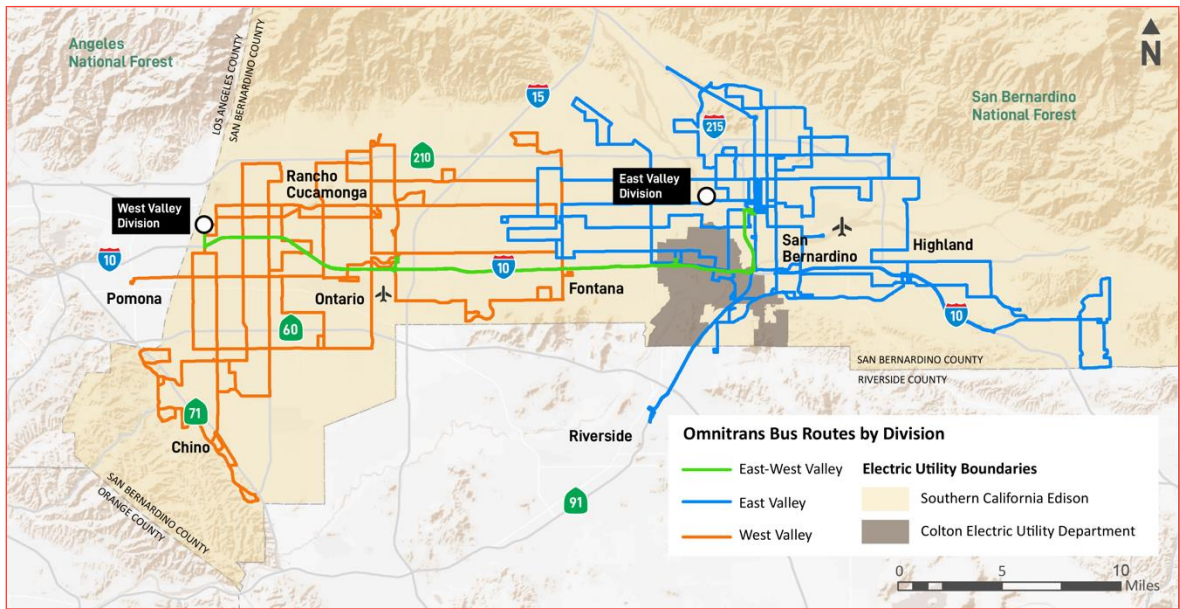 Angeles
National Forest
LOS ANGELES COUNTY
SAN BERNARDINO COUNTY
N
15
San Bernardino
National Forest
215
210
Rancho
Cucamonga
East Valley
Division
West Valley
Division
San
Bernardino
Highland
10
10
Pomona
Ontario
Fontana
60
10
SAN BERNARDINO COUNTY
RIVERSIDE COUNTY
71
Chino
Riverside
91
SAN BERNARDINO COUNTY
ORANGE COUNTY
Omnitrans Bus Routes by Division
East-West Valley
East Valley
West Valley
Electric Utility Boundaries
Southern California Edison
Colton Electric Utility Department
0 5 10
Miles